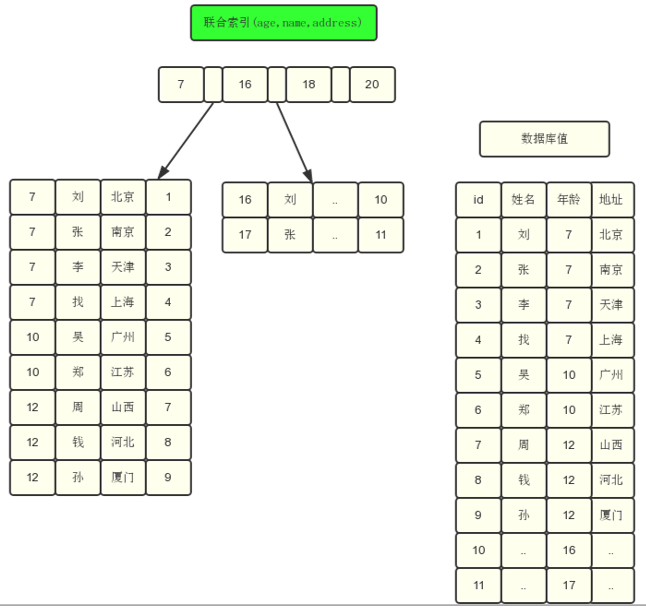 联合索引(age,name,address)
7 16 18 20
数据库值
7 刘 北京 1
7 张 南京 2
7 李 天津 3
7 找 上海 4
10 吴 广州 5
10 郑 江苏 6
12 周 山西 7
12 钱 河北 8
12 孙 厦门 9
16 刘 .. 10
17 张 .. 11
id 姓名 年龄 地址
1 刘 7 北京
2 张 7 南京
3 李 7 天津
4 找 7 上海
5 吴 10 广州
6 郑 10 江苏
7 周 12 山西
8 钱 12 河北
9 孙 12 厦门
10 .. 16 ..
11 .. 17 ..